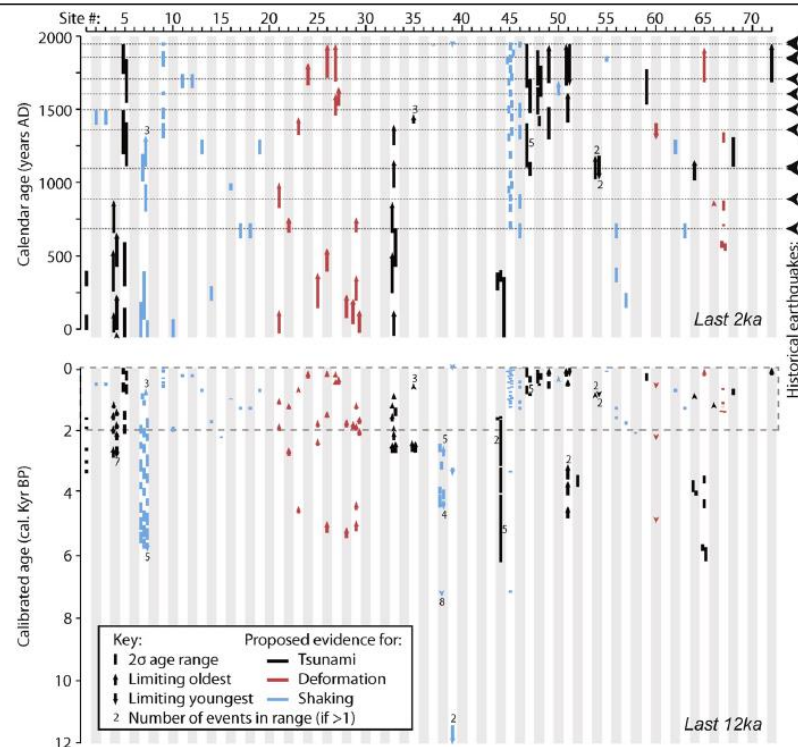 Site #: 5 10 15 20 25 30 35 40 45 50 55 60 65 70
2000
1500
1000
500
0
Calendar age (years AD)
3
3
5
2
2
Last 2ka
Historical earthquakes:
0
2
4
6
8
10
12
Calibrated age (cal. Kyr BP)
3
3
5
2
2
7
5
2
2
4
5
5
8
2
Last 12ka
Key: Proposed evidence for:
2σ age range Tsunami
Limiting oldest Deformation
Limiting youngest Shaking
2 Number of events in range (if >1)